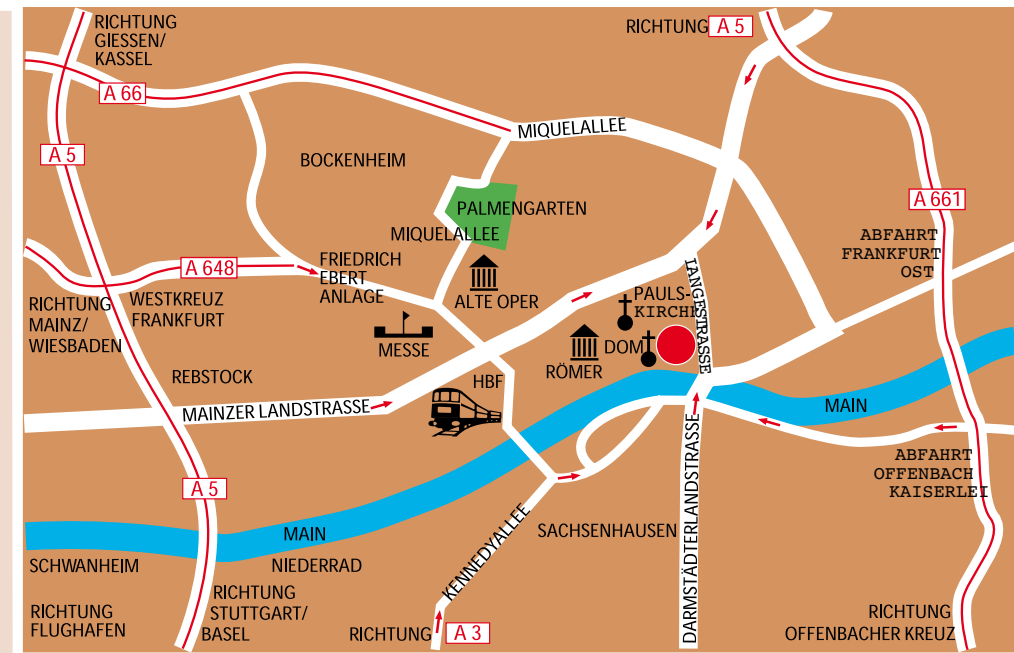 RICHTUNG
GIESSEN/
KASSEL
RICHTUNG A 5
A 66
MIQUELALLEE
A 5
BOCKENHEIM
A 661
PALMENGARTEN
MIQUELALLEE
ABFAHRT
FRANKFURT
OST
A 648
FRIEDRICH
EBERT
ANLAGE
LANGESTRASSE
RICHTUNG
MAINZ/
WIESBADEN
WESTKREUZ
FRANKFURT
ALTE OPER
PAULS-
KIRCHE
MESSE
RÖMER
DOM
REBSTOCK
HBF
MAINZER LANDSTRASSE
MAIN
ABFAHRT
OFFENBACH
KAISERLEI
A 5
DARMSTÄDTERLANDSTRASSE
MAIN
KENNEDYALLEE
SACHSENHAUSEN
SCHWANHEIM
NIEDERRAD
RICHTUNG
FLUGHAFEN
RICHTUNG
STUTTGART/
BASEL
RICHTUNG A 3
RICHTUNG
OFFENBACHER KREUZ